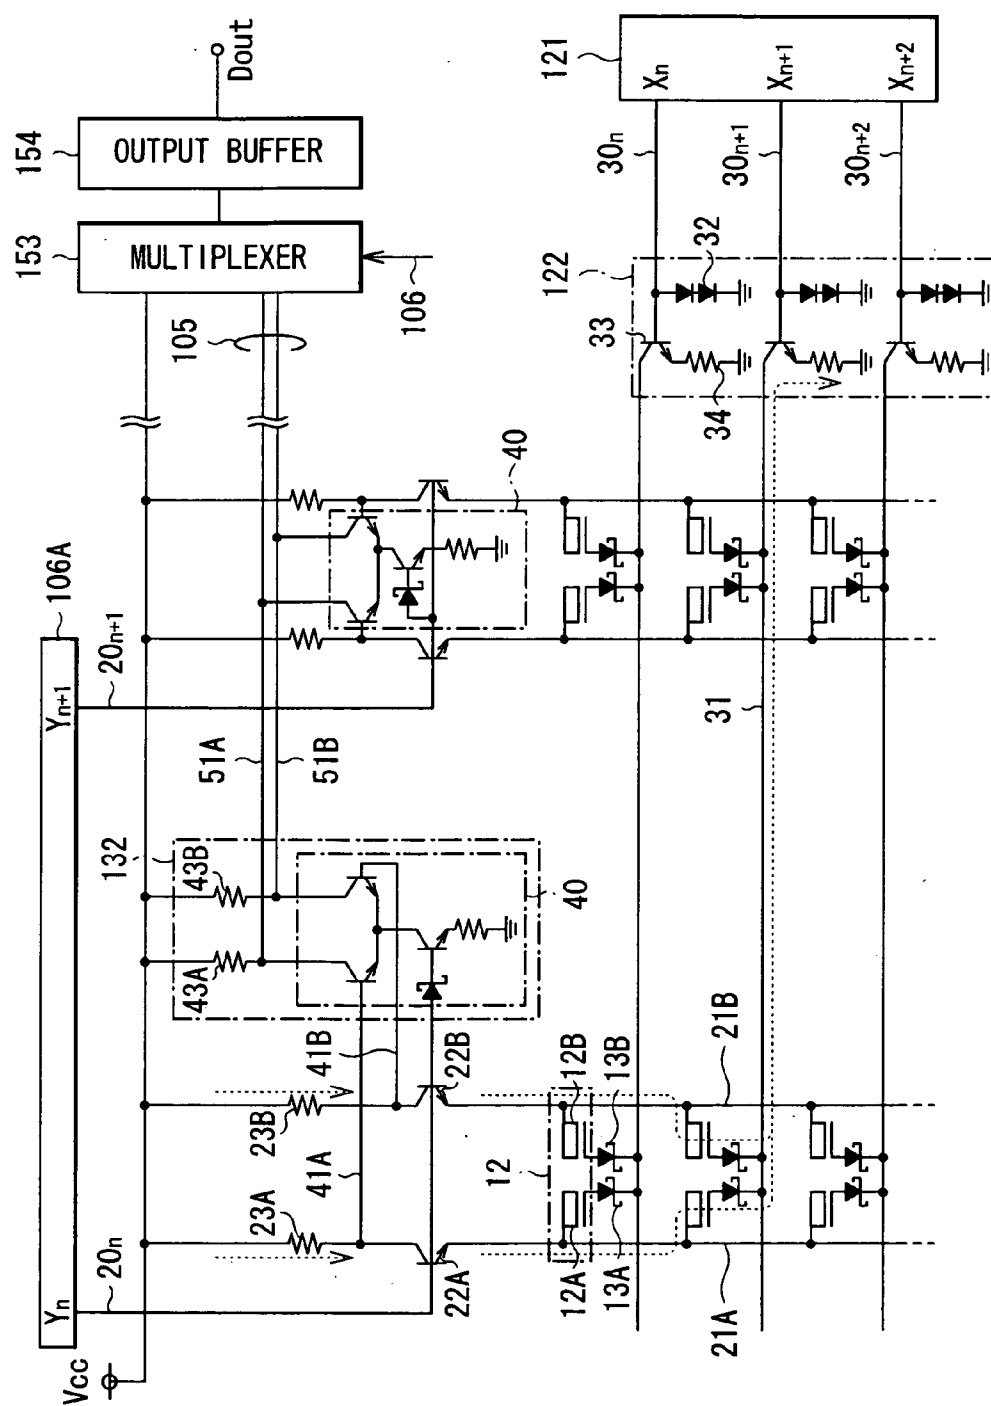 Vcc
Yn
106A
Yn+1
20n
20n+1
153
MULTIPLEXER
154
OUTPUT BUFFER
Dout
106
105
51A
51B
132
43A
43B
40
40
23A
23B
41A
41B
22A
22B
12
12A
12B
13A
13B
21A
21B
31
122
33
32
34
30n
30n+1
30n+2
121
Xn
Xn+1
Xn+2